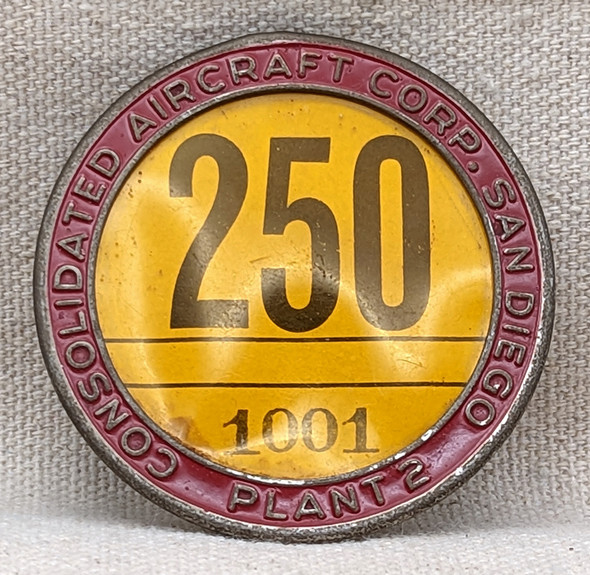 CONSOLIDATED AIRCRAFT CORP. SAN DIEGO
250
1001
PLANT 2